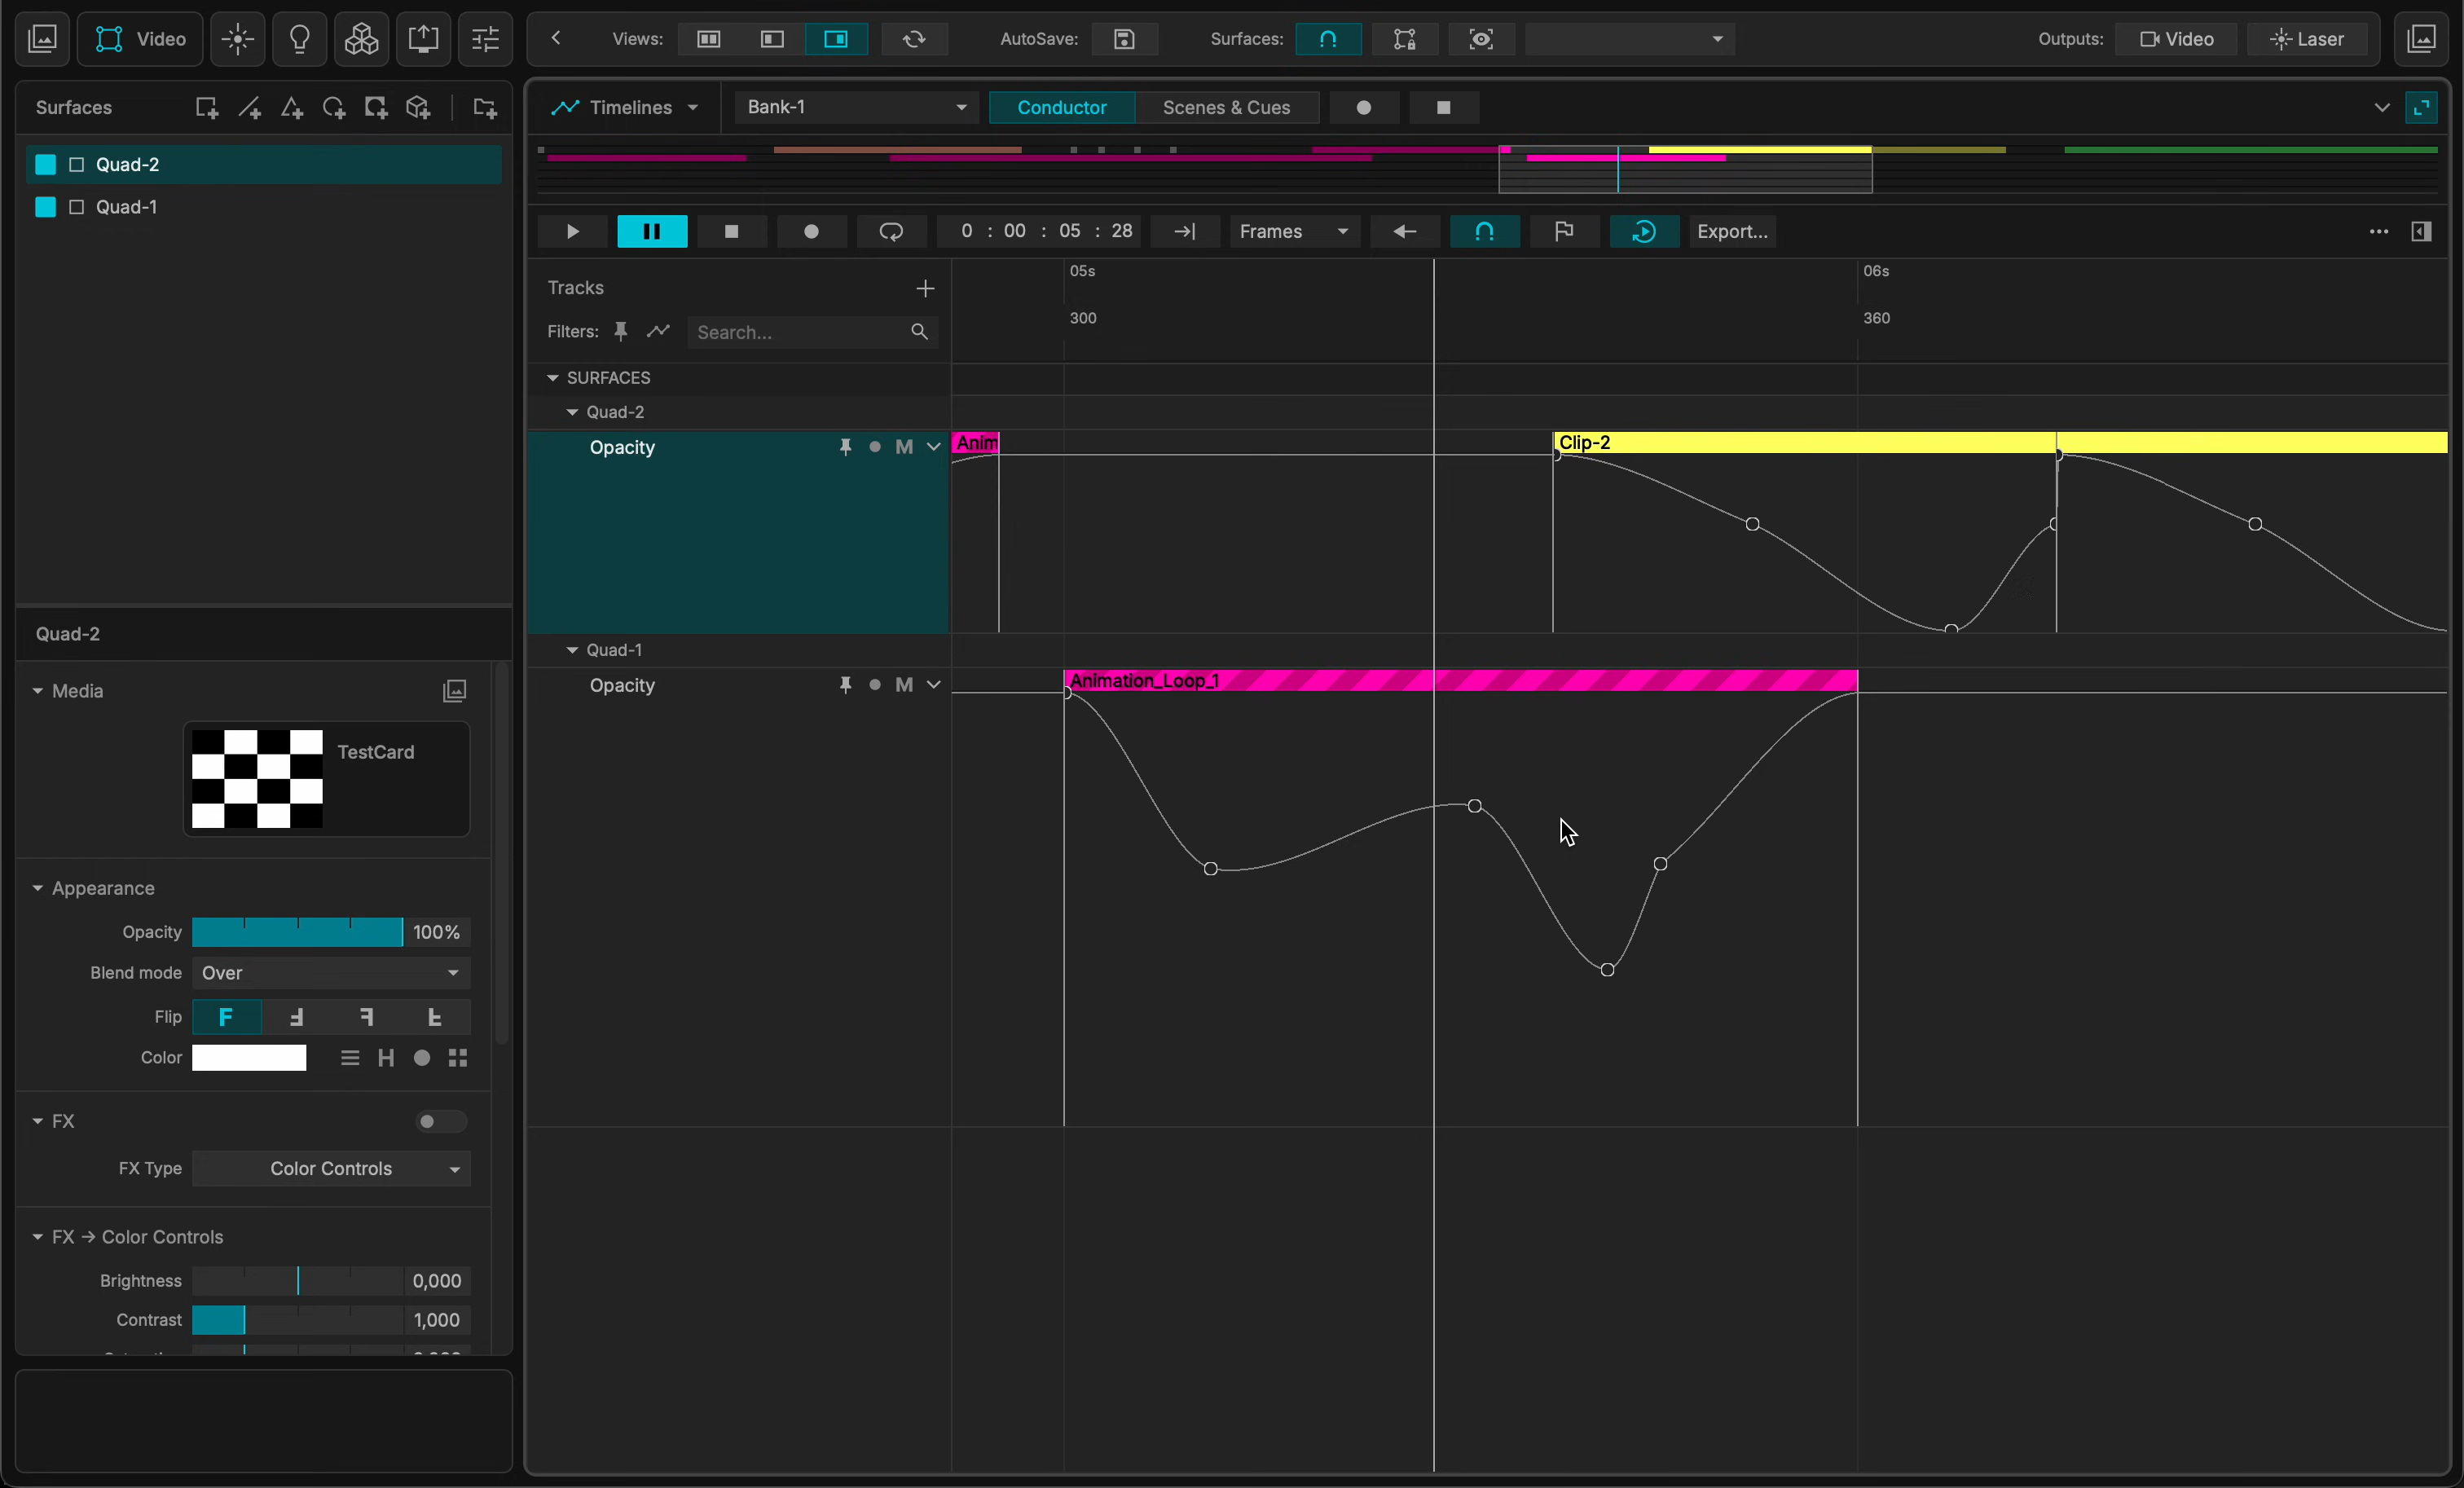 Video
Views:
AutoSave:
Surfaces:
Outputs:
Video
Laser
Surfaces
Timelines
Bank-1
Conductor
Scenes & Cues
Quad-2
Quad-1
0 : 00 : 05 : 28
Frames
Export...
Tracks
05s
06s
300
360
Filters:
Search...
SURFACES
Quad-2
Opacity
M
Anim
Clip-2
Quad-1
Opacity
M
Animation_Loop_1
Quad-2
Media
TestCard
Appearance
Opacity
100%
Blend mode
Over
Flip
F
Color
H
FX
FX Type
Color Controls
FX → Color Controls
Brightness
0,000
Contrast
1,000